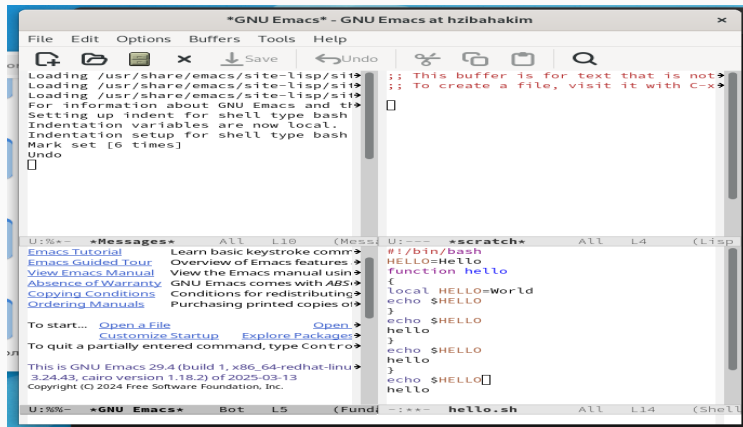 *GNU Emacs* - GNU Emacs at hzibahakim
File Edit Options Buffers Tools Help
Save Undo
Loading /usr/share/emacs/site-lisp/sit
Loading /usr/share/emacs/site-lisp/sit
Loading /usr/share/emacs/site-lisp/sit
For information about GNU Emacs and th
Setting up indent for shell type bash
Indentation variables are now local.
Indentation setup for shell type bash
Mark set [6 times]
Undo
U:%*- *Messages* All L10 (Mess
;; This buffer is for text that is not
;; To create a file, visit it with C-x
U:--- *scratch* All L4 (Lisp
Emacs Tutorial Learn basic keystroke comm
Emacs Guided Tour Overview of Emacs features
View Emacs Manual View the Emacs manual usin
Absence of Warranty GNU Emacs comes with ABS
Copying Conditions Conditions for redistributing
Ordering Manuals Purchasing printed copies of
To start... Open a File Open
Customize Startup Explore Packages
To quit a partially entered command, type Contro
This is GNU Emacs 29.4 (build 1, x86_64-redhat-linu
3.24.43, cairo version 1.18.2) of 2025-03-13
Copyright (C) 2024 Free Software Foundation, Inc.
U:%%- *GNU Emacs* Bot L5 (Funda
#!/bin/bash
HELLO=Hello
function hello
{
local HELLO=World
echo $HELLO
}
echo $HELLO
hello
}
echo $HELLO
hello
}
echo $HELLO
hello
-:**- hello.sh All L14 (Shell